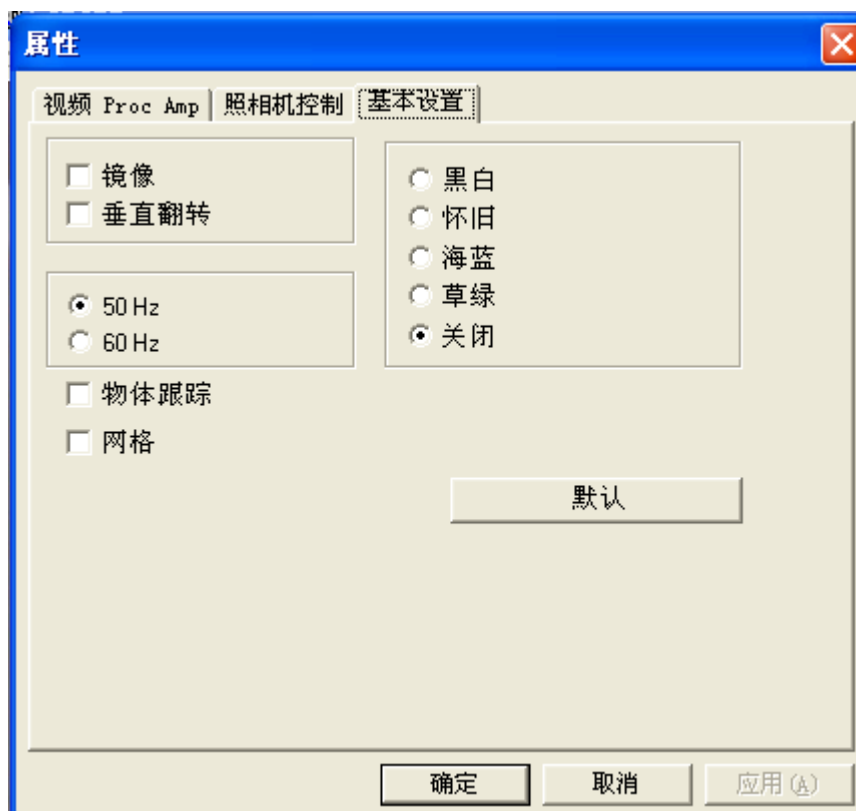 属性
视频 Proc Amp 照相机控制 基本设置
镜像
垂直翻转
50 Hz
60 Hz
物体跟踪
网格
黑白
怀旧
海蓝
草绿
关闭
默认
确定 取消 应用(A)